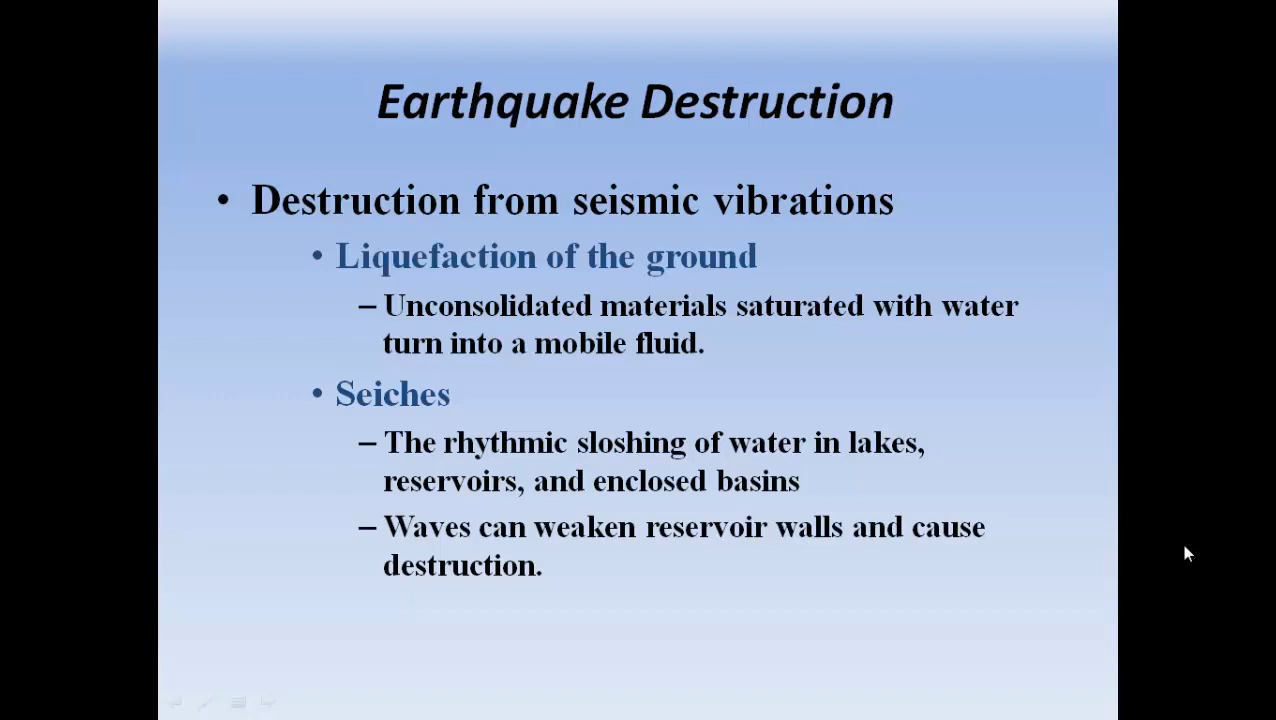 Earthquake Destruction
• Destruction from seismic vibrations
• Liquefaction of the ground
– Unconsolidated materials saturated with water
turn into a mobile fluid.
• Seiches
– The rhythmic sloshing of water in lakes,
reservoirs, and enclosed basins
– Waves can weaken reservoir walls and cause
destruction.